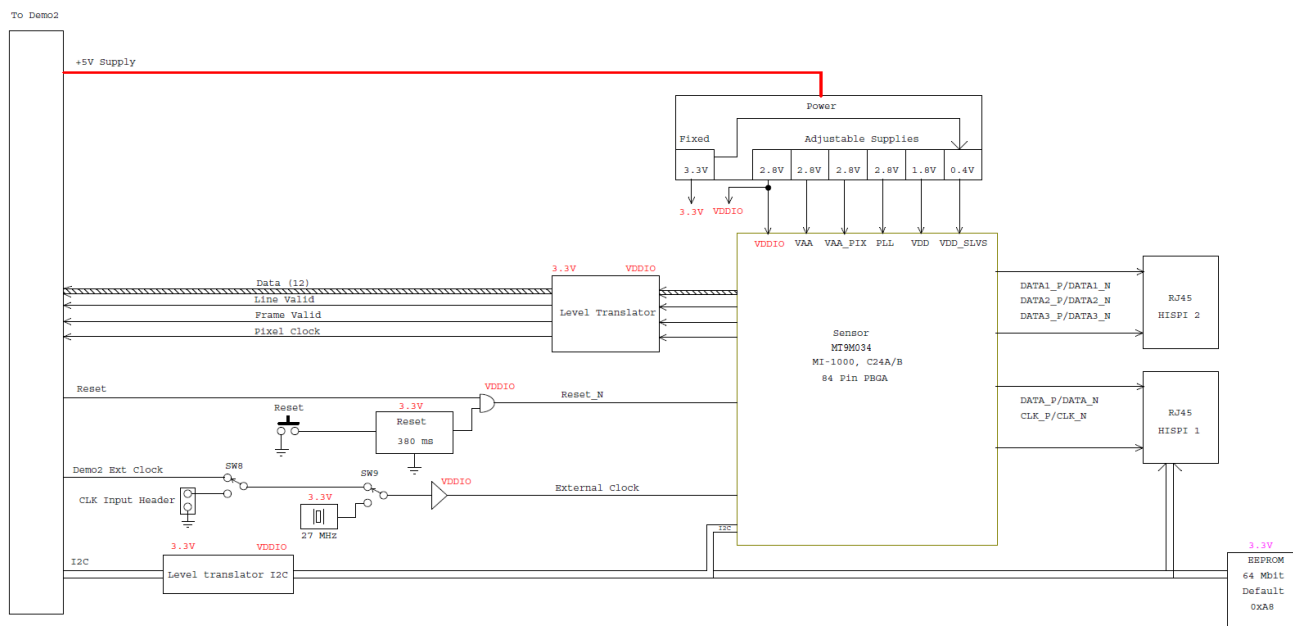 To Demo2
+5V Supply
Power
Fixed
Adjustable Supplies
3.3V
2.8V
2.8V
2.8V
2.8V
1.8V
0.4V
3.3V
VDDIO
VDDIO
VAA
VAA_PIX
PLL
VDD
VDD_SLVS
3.3V
VDDIO
Level Translator
Data (12)
Line Valid
Frame Valid
Pixel Clock
Sensor
MT9M034
MI-1000, C24A/B
84 Pin PBGA
DATA1_P/DATA1_N
DATA2_P/DATA2_N
DATA3_P/DATA3_N
RJ45
HISPI 2
DATA_P/DATA_N
CLK_P/CLK_N
RJ45
HISPI 1
Reset
VDDIO
Reset_N
Reset
3.3V
Reset
380 ms
Demo2 Ext Clock
SW8
CLK Input Header
SW9
VDDIO
External Clock
3.3V
27 MHz
I2C
I2C
3.3V
VDDIO
Level translator I2C
3.3V
EEPROM
64 Mbit
Default
0xA8